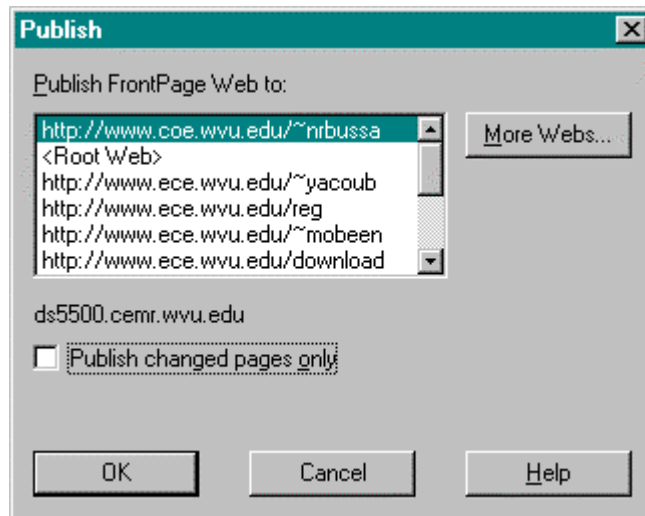 Publish
Publish FrontPage Web to:
http://www.coe.wvu.edu/~nrbussa
<Root Web>
http://www.ece.wvu.edu/~yacoub
http://www.ece.wvu.edu/reg
http://www.ece.wvu.edu/~mobeen
http://www.ece.wvu.edu/download
More Webs...
ds5500.cemr.wvu.edu
Publish changed pages only
OK Cancel Help